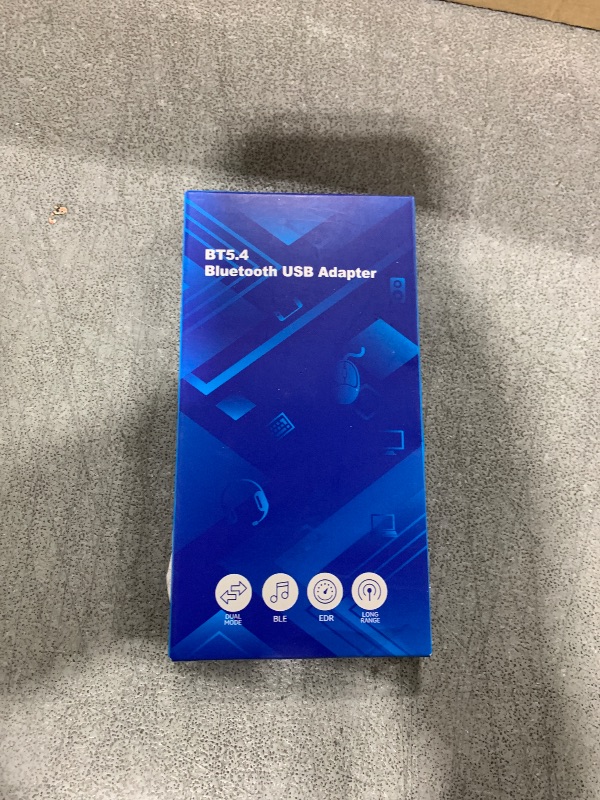 BT5.4
Bluetooth USB Adapter
DUAL
MODE
BLE
EDR
LONG
RANGE